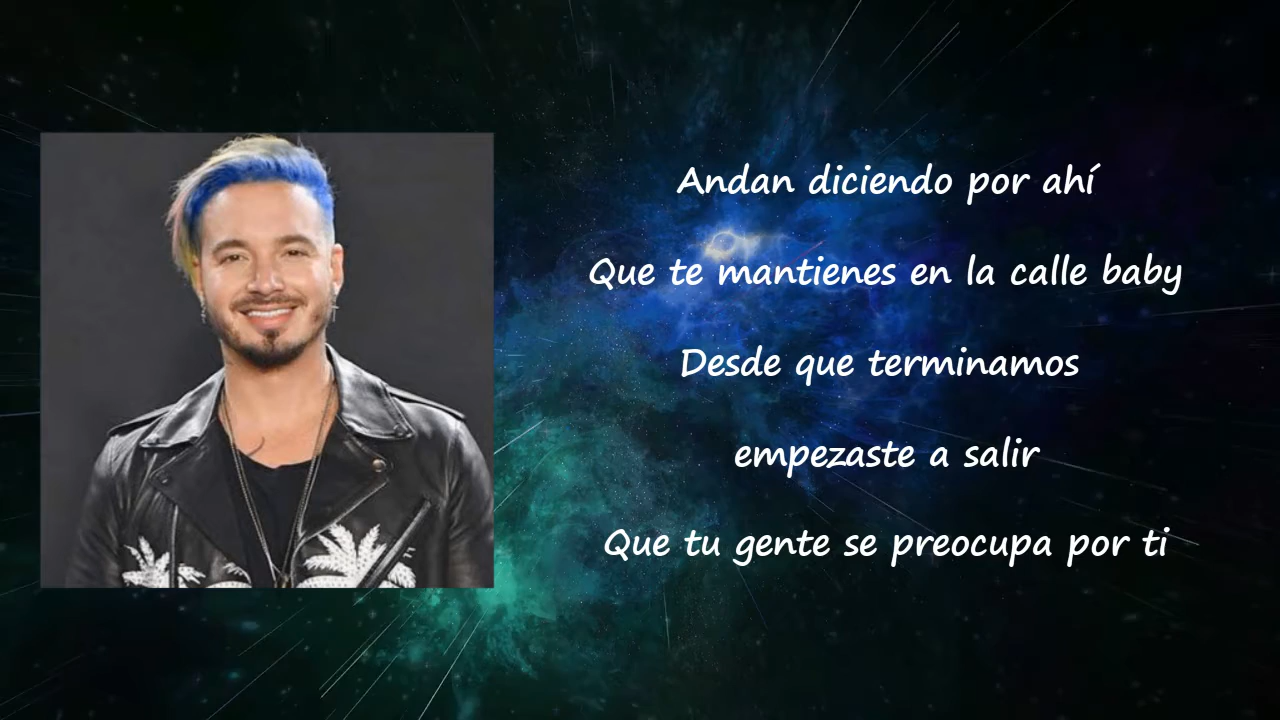 Andan diciendo por ahí
Que te mantienes en la calle baby
Desde que terminamos
empezaste a salir
Que tu gente se preocupa por ti